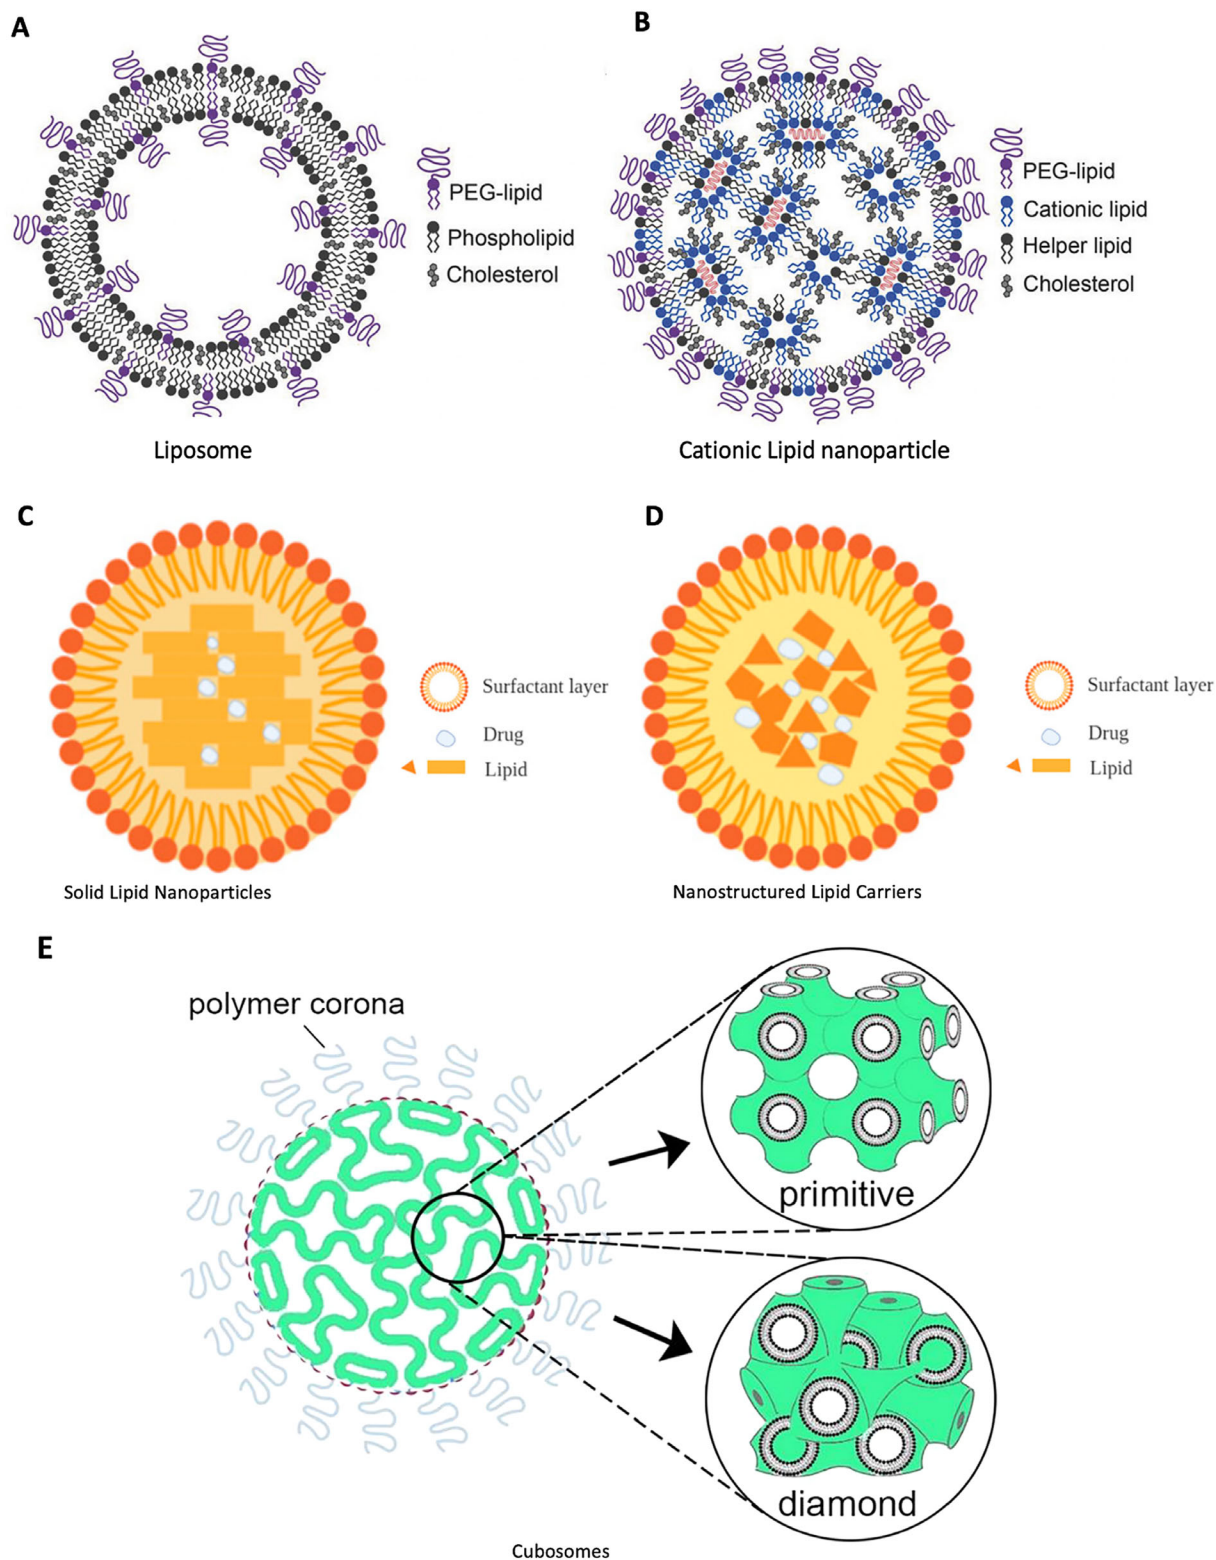 A
PEG-lipid
Phospholipid
Cholesterol
Liposome
B
PEG-lipid
Cationic lipid
Helper lipid
Cholesterol
Cationic Lipid nanoparticle
C
Surfactant layer
Drug
Lipid
Solid Lipid Nanoparticles
D
Surfactant layer
Drug
Lipid
Nanostructured Lipid Carriers
E
polymer corona
primitive
diamond
Cubosomes